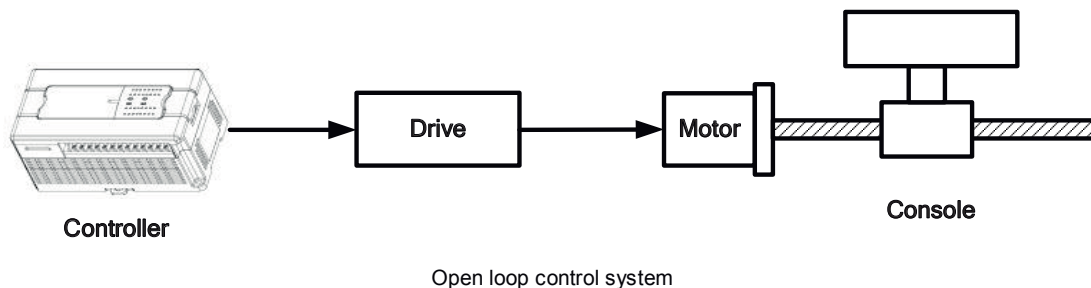 Drive
Motor
Controller
Console
Open loop control system